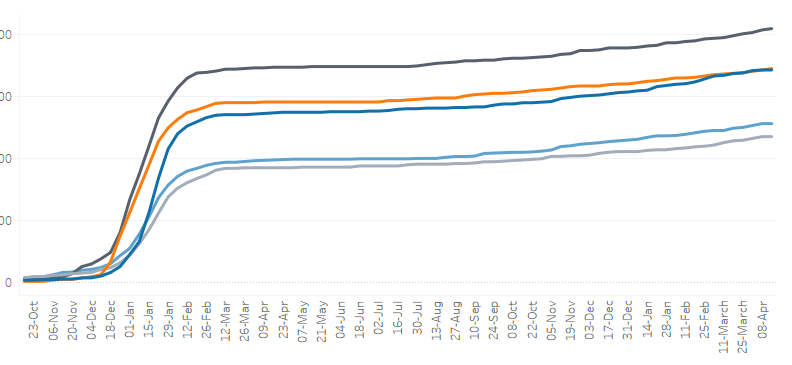 00
00
00
00
0
23-Oct
06-Nov
20-Nov
04-Dec
18-Dec
01-Jan
15-Jan
29-Jan
12-Feb
26-Feb
12-Mar
26-Mar
09-Apr
23-Apr
07-May
21-May
04-Jun
18-Jun
02-Jul
16-Jul
30-Jul
13-Aug
27-Aug
10-Sep
24-Sep
08-Oct
22-Oct
05-Nov
19-Nov
03-Dec
17-Dec
31-Dec
14-Jan
28-Jan
11-Feb
25-Feb
11-March
25-March
08-Apr